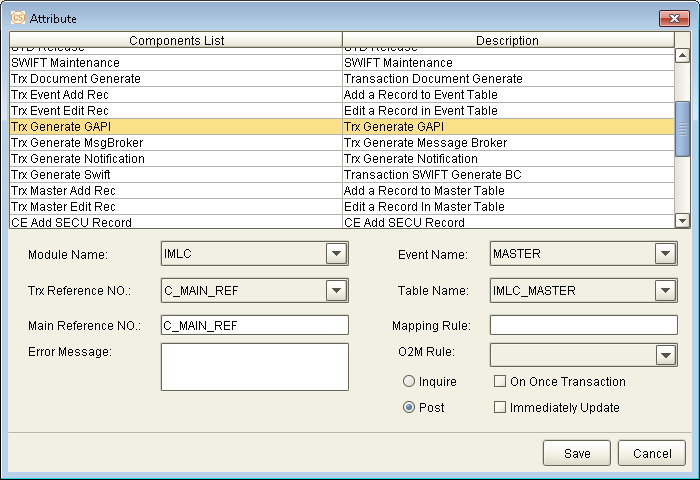 CS Attribute
Components List Description
STD Release
SWIFT Maintenance SWIFT Maintenance
Trx Document Generate Transaction Document Generate
Trx Event Add Rec Add a Record to Event Table
Trx Event Edit Rec Edit a Record in Event Table
Trx Generate GAPI Trx Generate GAPI
Trx Generate MsgBroker Trx Generate Message Broker
Trx Generate Notification Trx Generate Notification
Trx Generate Swift Transaction SWIFT Generate BC
Trx Master Add Rec Add a Record to Master Table
Trx Master Edit Rec Edit a Record In Master Table
CE Add SECU Record CE Add SECU Record
Module Name: IMLC Event Name: MASTER
Trx Reference NO.: C_MAIN_REF Table Name: IMLC_MASTER
Main Reference NO.: C_MAIN_REF Mapping Rule:
Error Message: O2M Rule:
Inquire On Once Transaction
Post Immediately Update
Save Cancel